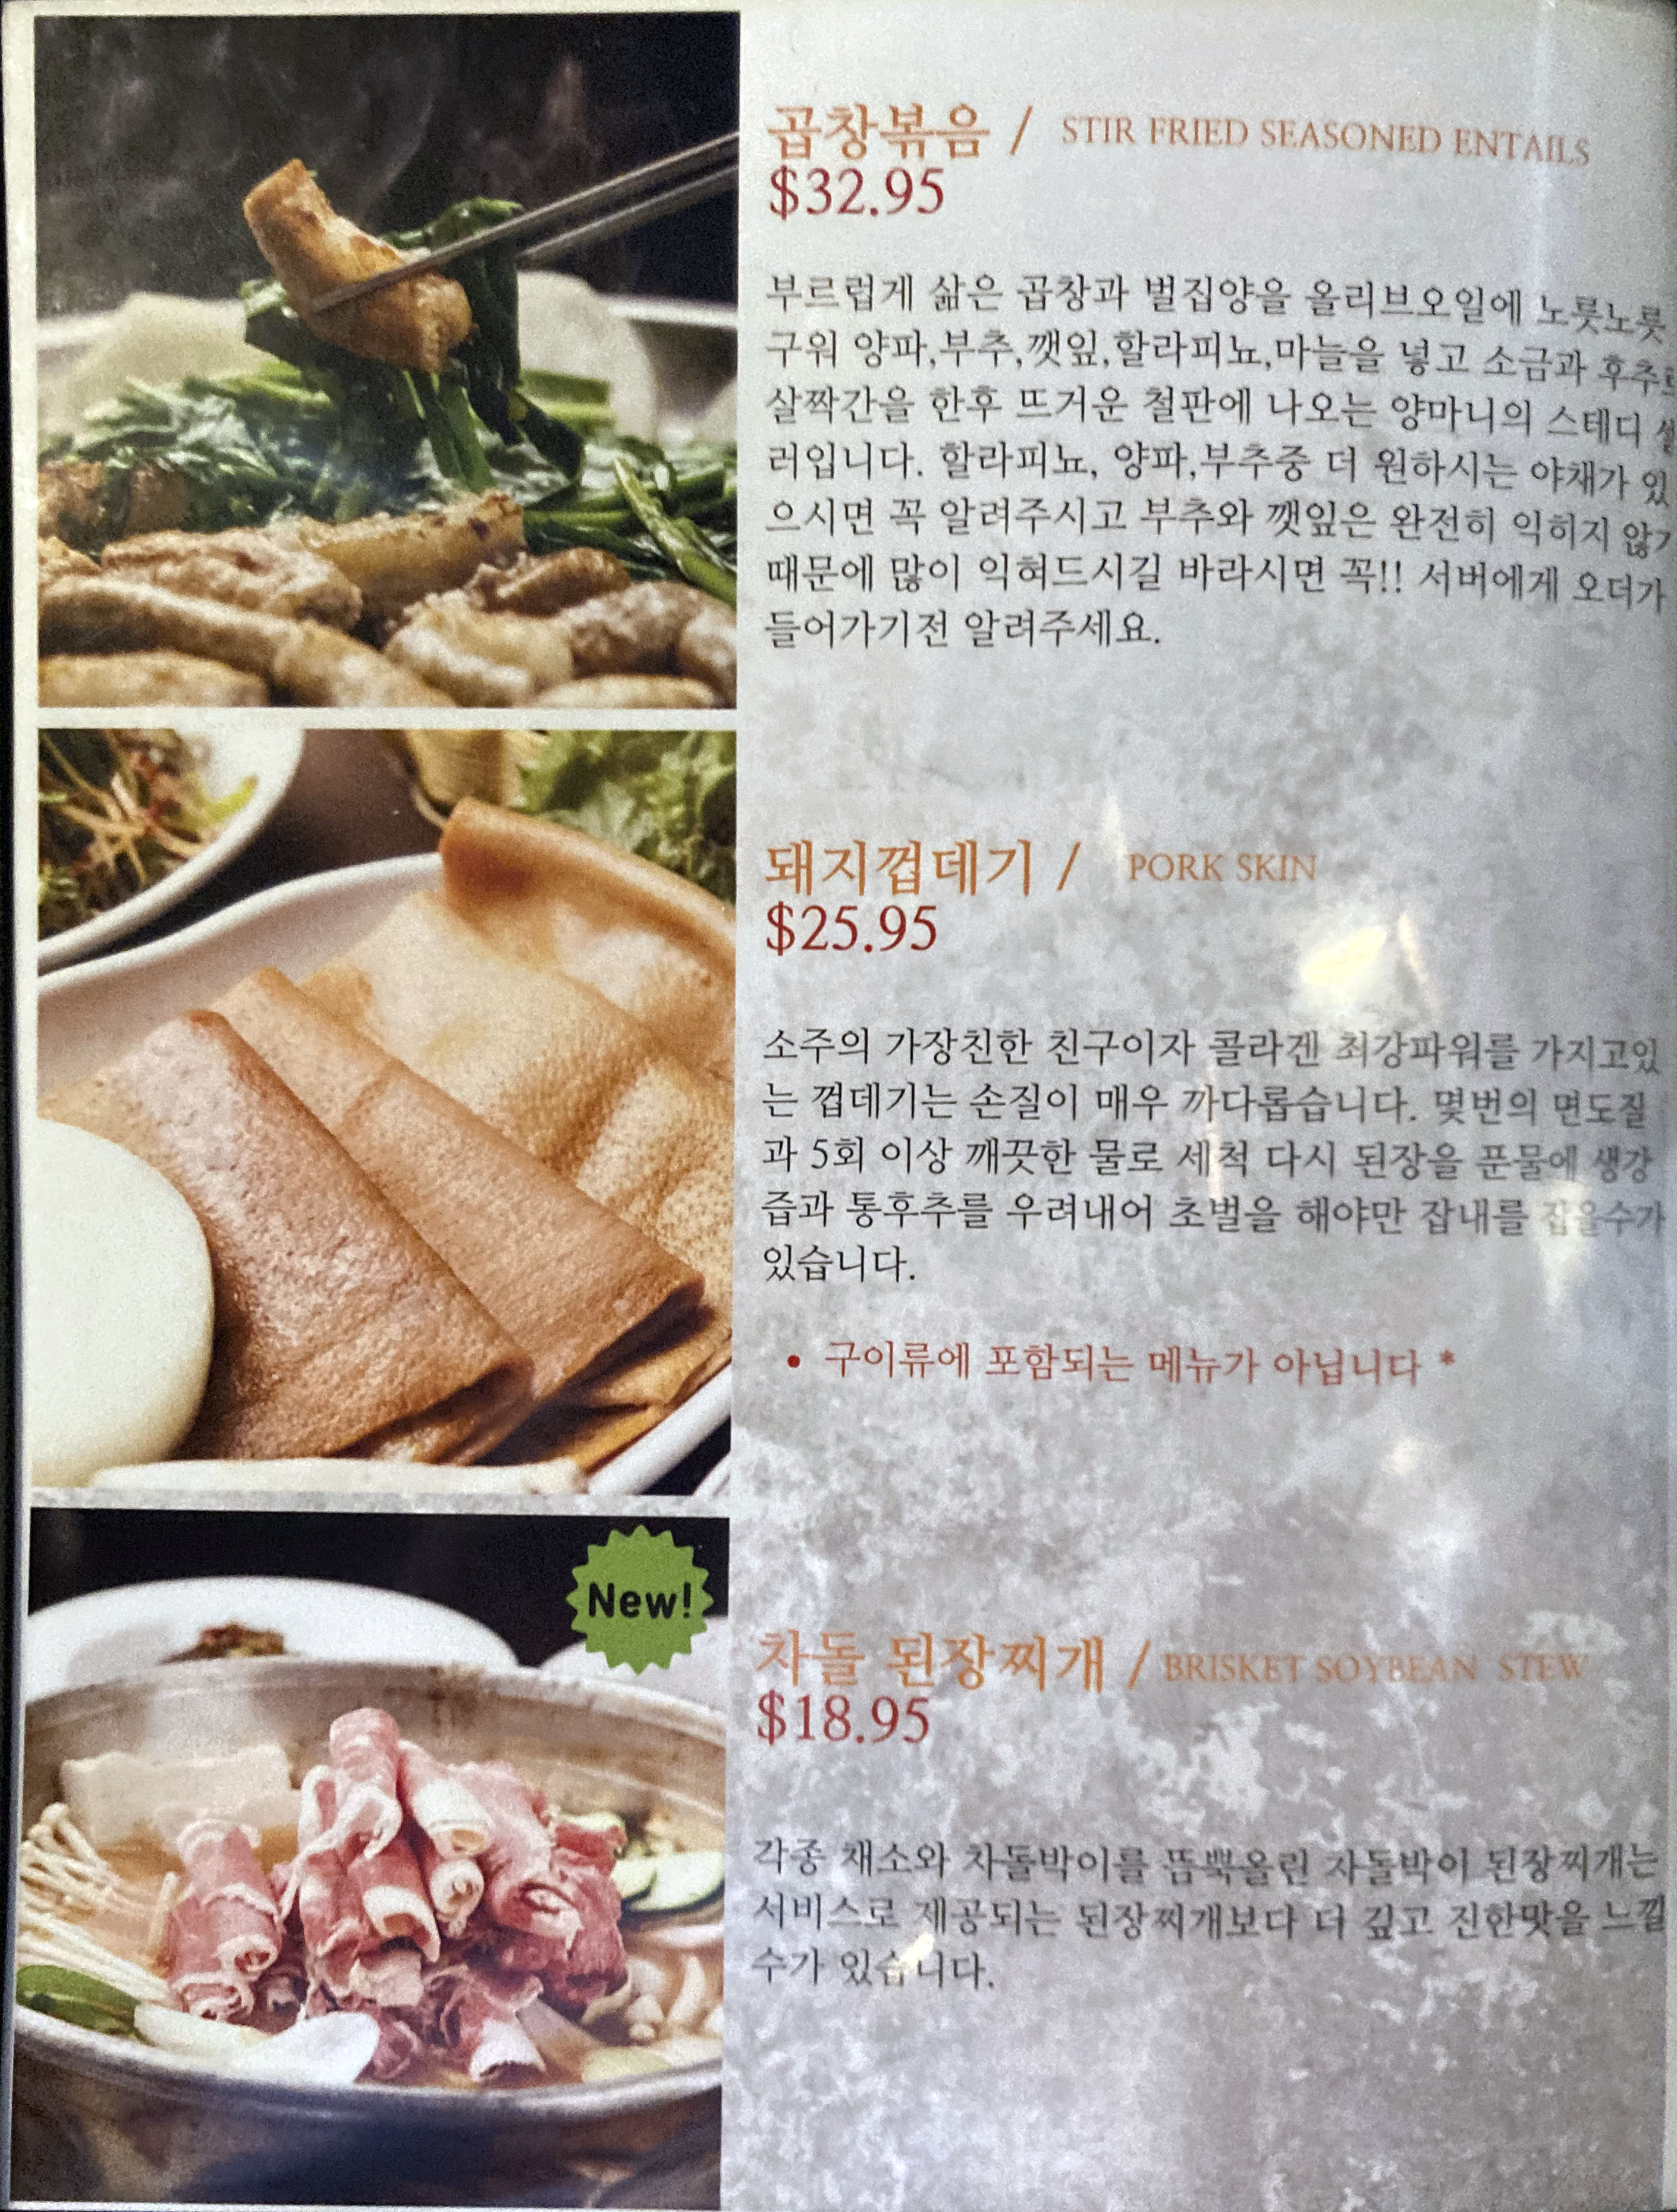 곱창볶음 / STIR FRIED SEASONED ENTAILS
$32.95
부르럽게 삶은 곱창과 벌집양을 올리브오일에 노릇노릇
구워 양파,부추,깻잎,할라피뇨,마늘을 넣고 소금과
살짝간을 한후 뜨거운 철판에 나오는 양마니의 스테디
러입니다. 할라피뇨, 양파,부추중 더 원하시는 야채가 있
으시면 꼭 알려주시고 부추와 깻잎은 완전히 익히지 않기
때문에 많이 익혀드시길 바라시면 꼭!! 서버에게 오더가
들어가기전 알려주세요.
돼지껍데기 / PORK SKIN
$25.95
소주의 가장친한 친구이자 콜라겐 최강파워를 가지고있
는 껍데기는 손질이 매우 까다롭습니다. 몇번의 면도질
과 5회 이상 깨끗한 물로 세척 다시 된장을 푼물에 생강
즙과 통후추를 우려내어 초벌을 해야만 잡내를 잡을수가
있습니다.
• 구이류에 포함되는 메뉴가 아닙니다 *
New!
차돌 된장찌개 / BRISKET SOYBEAN STEW
$18.95
각종 채소와 차돌박이를 뜸뿍올린 차돌박이 된장찌개는
서비스로 제공되는 된장찌개보다 더 깊고 진한맛을 느낄
수가 있습니다.